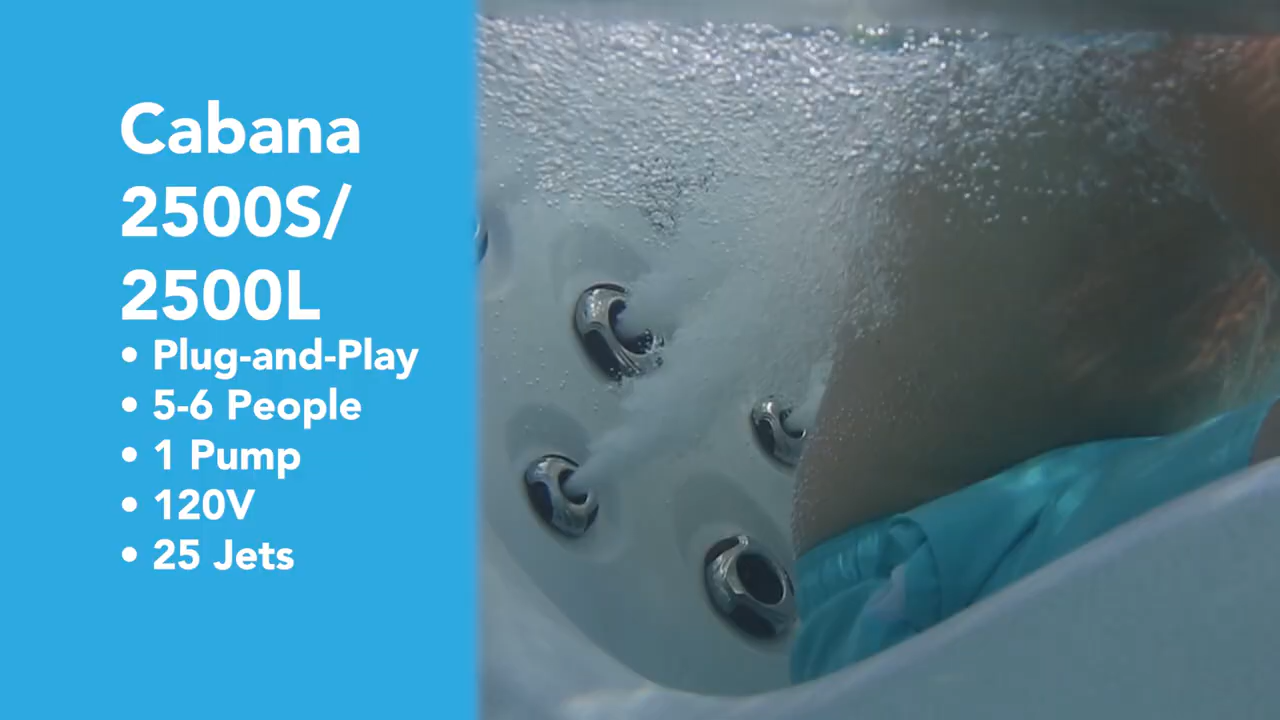 Cabana
2500S/
2500L
• Plug-and-Play
• 5-6 People
• 1 Pump
• 120V
• 25 Jets